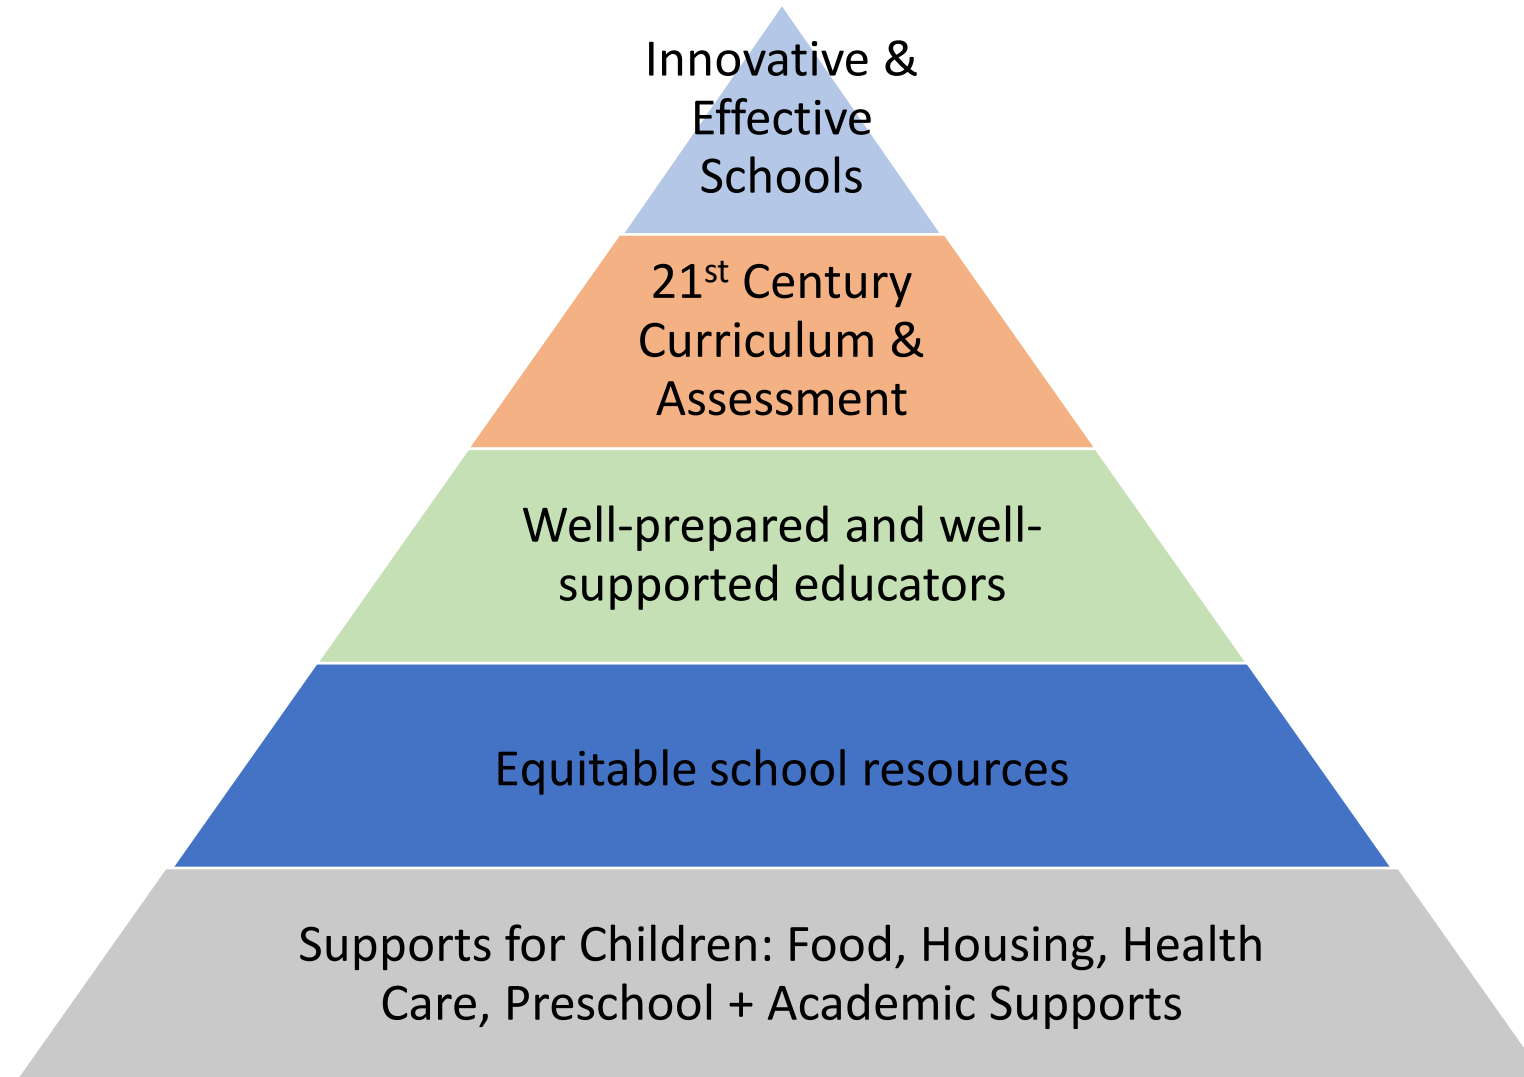 Innovative &
Effective
Schools
21st Century
Curriculum &
Assessment
Well-prepared and well-
supported educators
Equitable school resources
Supports for Children: Food, Housing, Health
Care, Preschool + Academic Supports